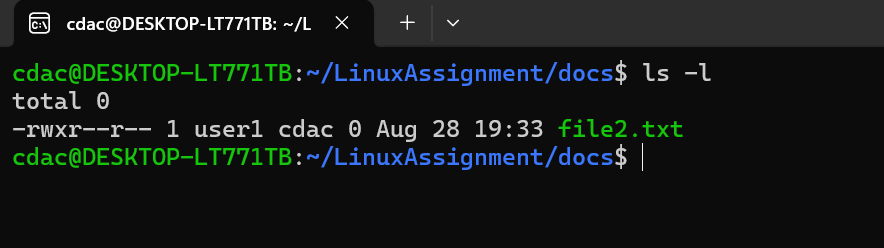 cdac@DESKTOP-LT771TB: ~/L
cdac@DESKTOP-LT771TB:~/LinuxAssignment/docs$ ls -l
total 0
-rwxr--r-- 1 user1 cdac 0 Aug 28 19:33 file2.txt
cdac@DESKTOP-LT771TB:~/LinuxAssignment/docs$